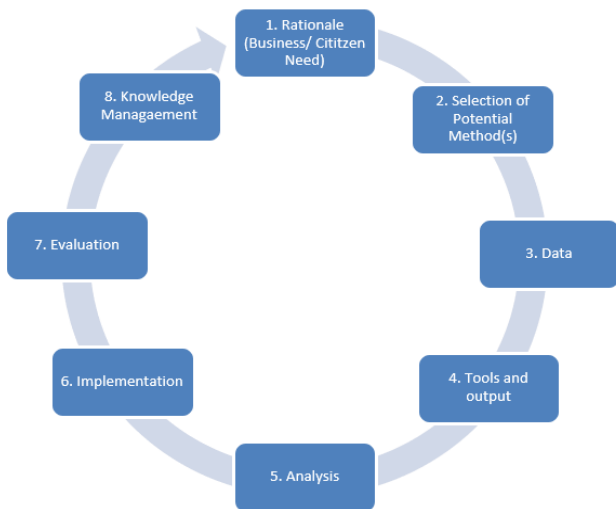 1. Rationale
(Business/ Cititzen
Need)
2. Selection of
Potential
Method(s)
3. Data
4. Tools and
output
5. Analysis
6. Implementation
7. Evaluation
8. Knowledge
Managaement